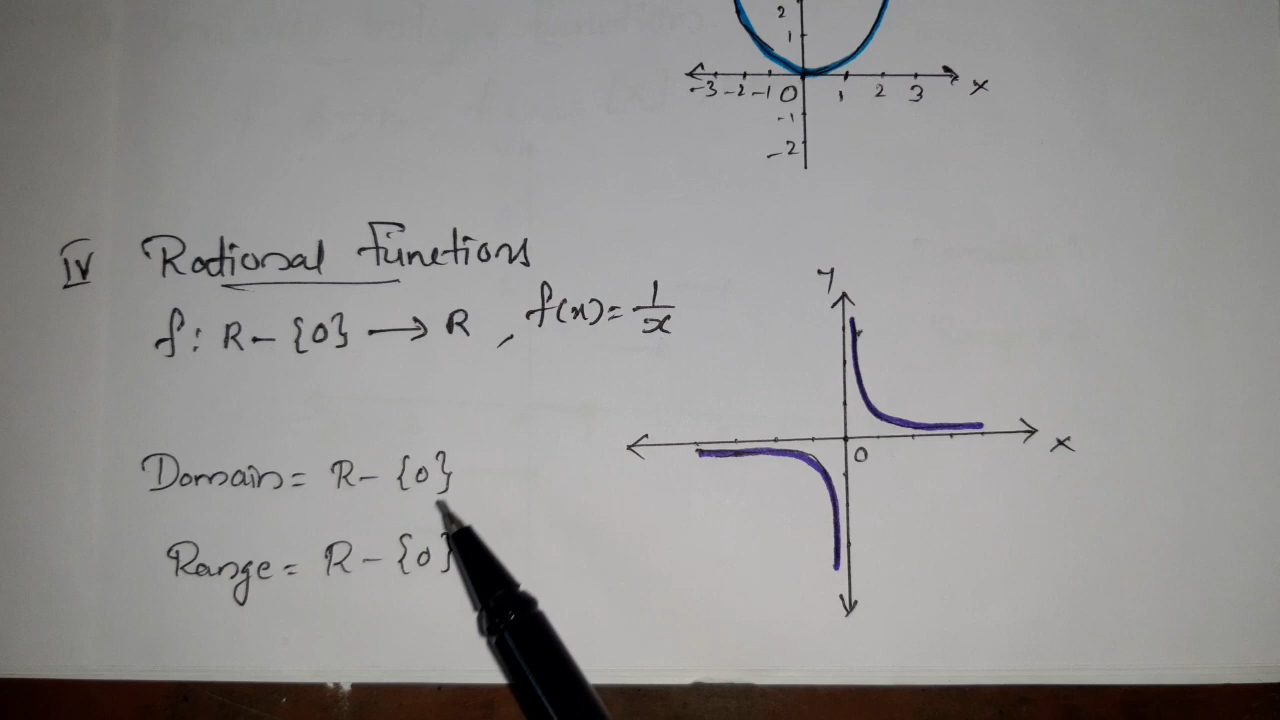 2
1
-3 -2 -1 0 1 2 3 x
-1
-2
IV Rational Functions
f: R - {0} ⟶ R , f(x) = 1/x
y
0 x
Domain = R - {0}
Range = R - {0}